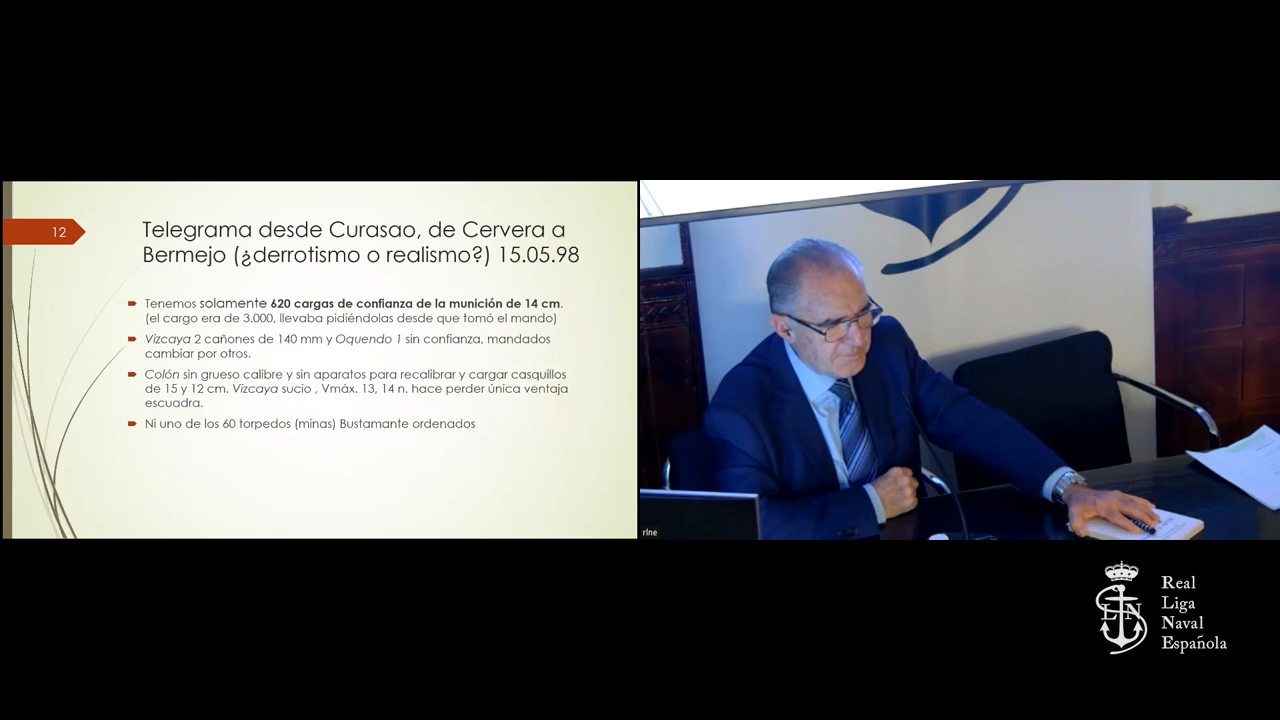 12
Telegrama desde Curasao, de Cervera a
Bermejo (¿derrotismo o realismo?) 15.05.98
Tenemos solamente 620 cargas de confianza de la munición de 14 cm.
(el cargo era de 3.000, llevaba pidiéndolas desde que tomó el mando)
Vizcaya 2 cañones de 140 mm y Oquendo 1 sin confianza, mandados
cambiar por otros.
Colón sin grueso calibre y sin aparatos para recalibrar y cargar casquillos
de 15 y 12 cm. Vizcaya sucio , Vmáx. 13, 14 n. hace perder única ventaja
escuadra.
Ni uno de los 60 torpedos (minas) Bustamante ordenados
rine
LN
Real
Liga
Naval
Española